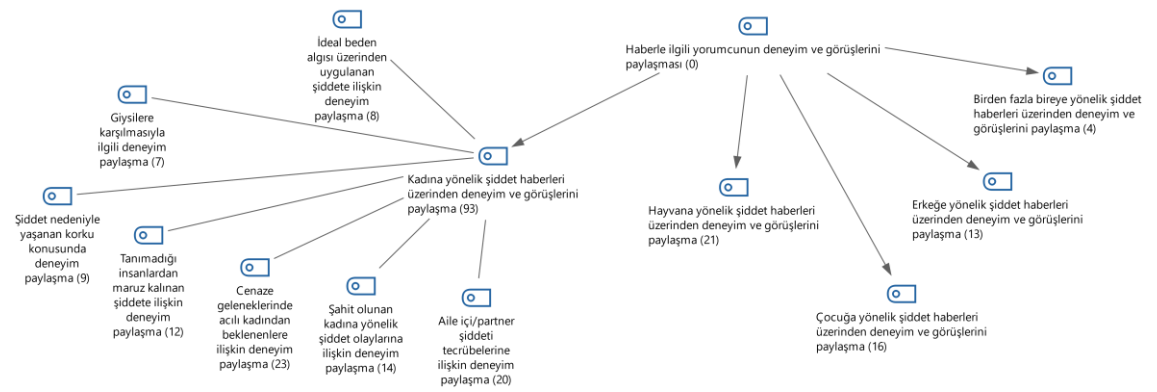 İdeal beden
algısı üzerinden
uygulanan
şiddete ilişkin
deneyim
paylaşma (8)
Haberle ilgili yorumcunun deneyim ve görüşlerini
paylaşması (0)
Birden fazla bireye yönelik şiddet
haberleri üzerinden deneyim ve
görüşlerini paylaşma (4)
Giysilere
karşılmasıyla
ilgili deneyim
paylaşma (7)
Kadına yönelik şiddet haberleri
üzerinden deneyim ve görüşlerini
paylaşma (93)
Şiddet nedeniyle
yaşanan korku
konusunda
deneyim
paylaşma (9)
Tanımadığı
insanlardan
maruz kalınan
şiddete ilişkin
deneyim
paylaşma (12)
Cenaze
geleneklerinde
acılı kadından
beklenenlere
ilişkin deneyim
paylaşma (23)
Şahit olunan
kadına yönelik
şiddet olaylarına
ilişkin deneyim
paylaşma (14)
Aile içi/partner
şiddeti
tecrübelerine
ilişkin deneyim
paylaşma (20)
Hayvana yönelik şiddet haberleri
üzerinden deneyim ve görüşlerini
paylaşma (21)
Erkeğe yönelik şiddet haberleri
üzerinden deneyim ve görüşlerini
paylaşma (13)
Çocuğa yönelik şiddet haberleri
üzerinden deneyim ve görüşlerini
paylaşma (16)